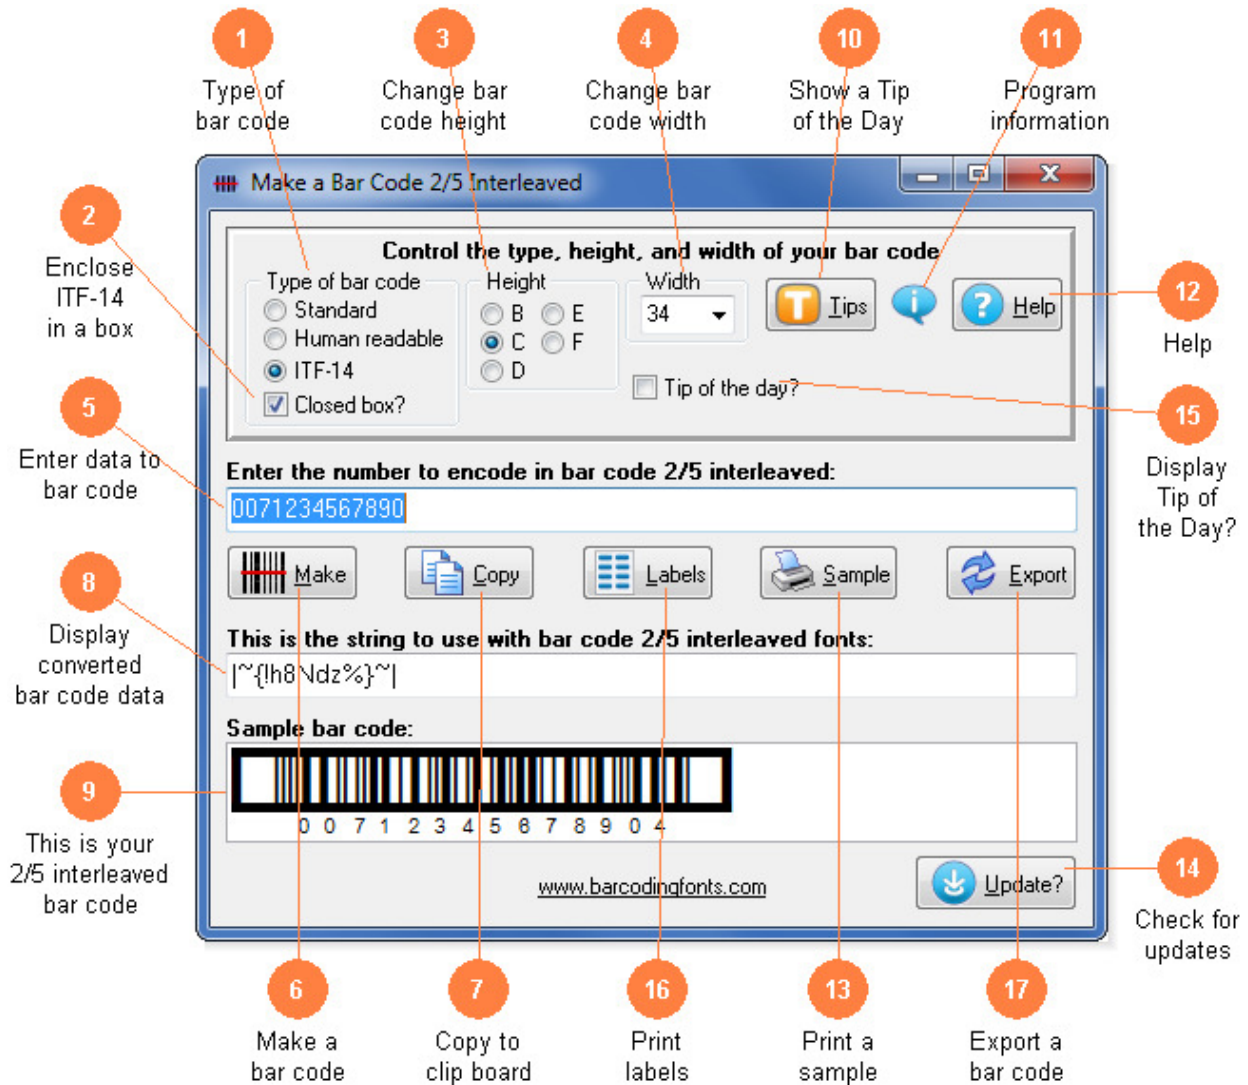 1
3
4
10
11
Type of
bar code
Change bar
code height
Change bar
code width
Show a Tip
of the Day
Program
information
Make a Bar Code 2/5 Interleaved
2
Enclose
ITF-14
in a box
Control the type, height, and width of your bar code
Type of bar code
Standard
Human readable
ITF-14
Closed box?
Height
B E
C F
D
Width
34
Tips
i
? Help
Tip of the day?
12
Help
5
Enter data to
bar code
15
Display
Tip of
the Day?
Enter the number to encode in bar code 2/5 interleaved:
0071234567890
Make
Copy
Labels
Sample
Export
8
Display
converted
bar code data
This is the string to use with bar code 2/5 interleaved fonts:
Sample bar code:
0 0 7 1 2 3 4 5 6 7 8 9 0 4
9
This is your
2/5 interleaved
bar code
www.barcodingfonts.com
Update?
14
Check for
updates
6
7
16
13
17
Make a
bar code
Copy to
clip board
Print
labels
Print a
sample
Export a
bar code